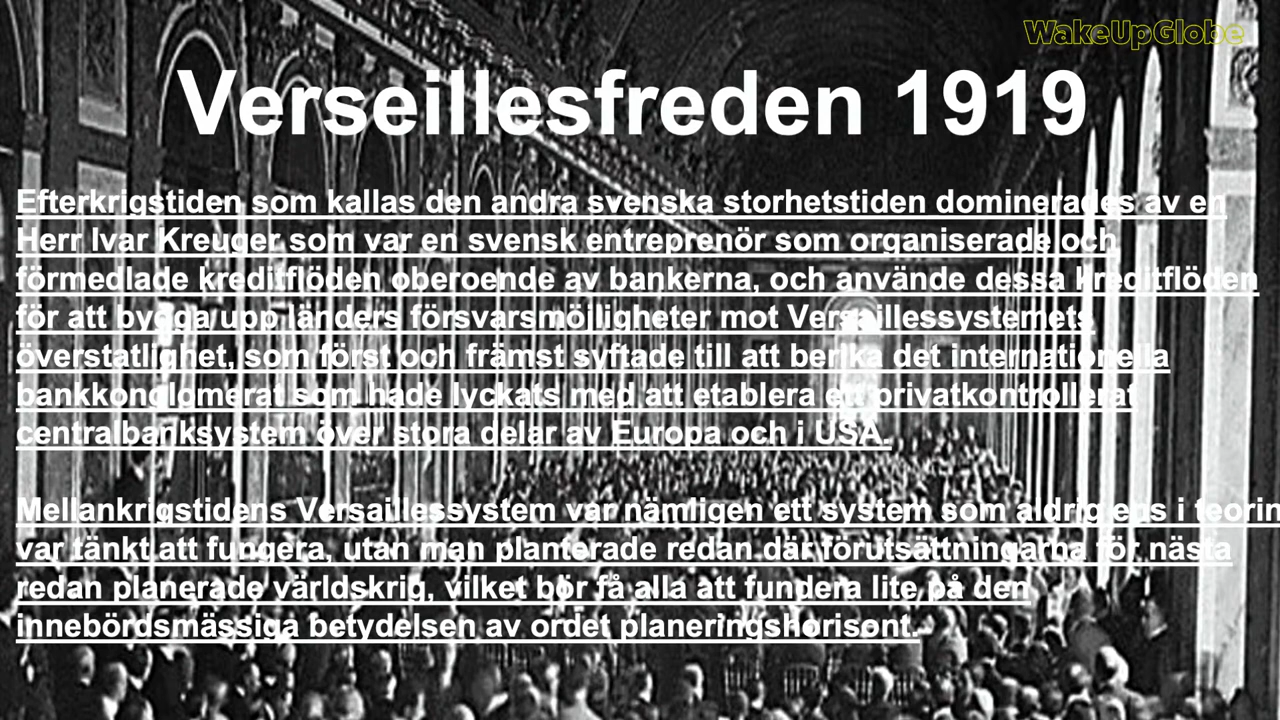 WakeUpGlobe
Verseillesfreden 1919
Efterkrigstiden som kallas den andra svenska storhetstiden dominerades av en
Herr Ivar Kreuger som var en svensk entreprenör som organiserade och
förmedlade kreditflöden oberoende av bankerna, och använde dessa kreditflöden
för att bygga upp länders försvarsmöjligheter mot Versaillessystemets
överstatlighet, som först och främst syftade till att berika det internationella
bankkonglomerat som hade lyckats med att etablera ett privatkontrollerat
centralbanksystem över stora delar av Europa och i USA.
Mellankrigstidens Versaillessystem var nämligen ett system som aldrig ens i teorin
var tänkt att fungera, utan man planterade redan där förutsättningarna för nästa
redan planerade världskrig, vilket bör få alla att fundera lite på den
innebördsmässiga betydelsen av ordet planeringshorisont.